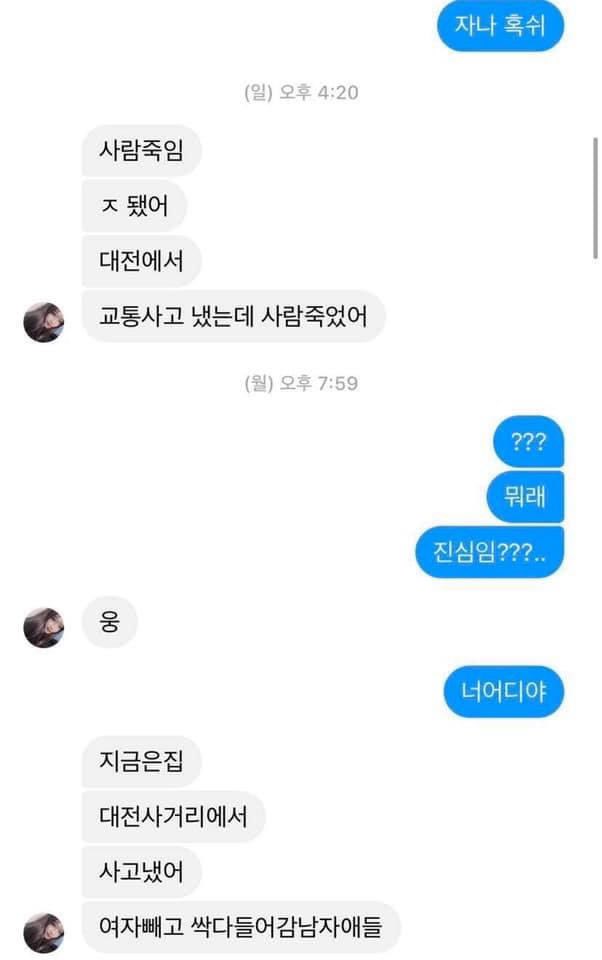 자나 혹쉬
(일) 오후 4:20
사람죽임
ㅈ 됐어
대전에서
교통사고 냈는데 사람죽었어
(월) 오후 7:59
???
뭐래
진심임???..
웅
너어디야
지금은집
대전사거리에서
사고냈어
여자빼고 싹다들어감남자애들